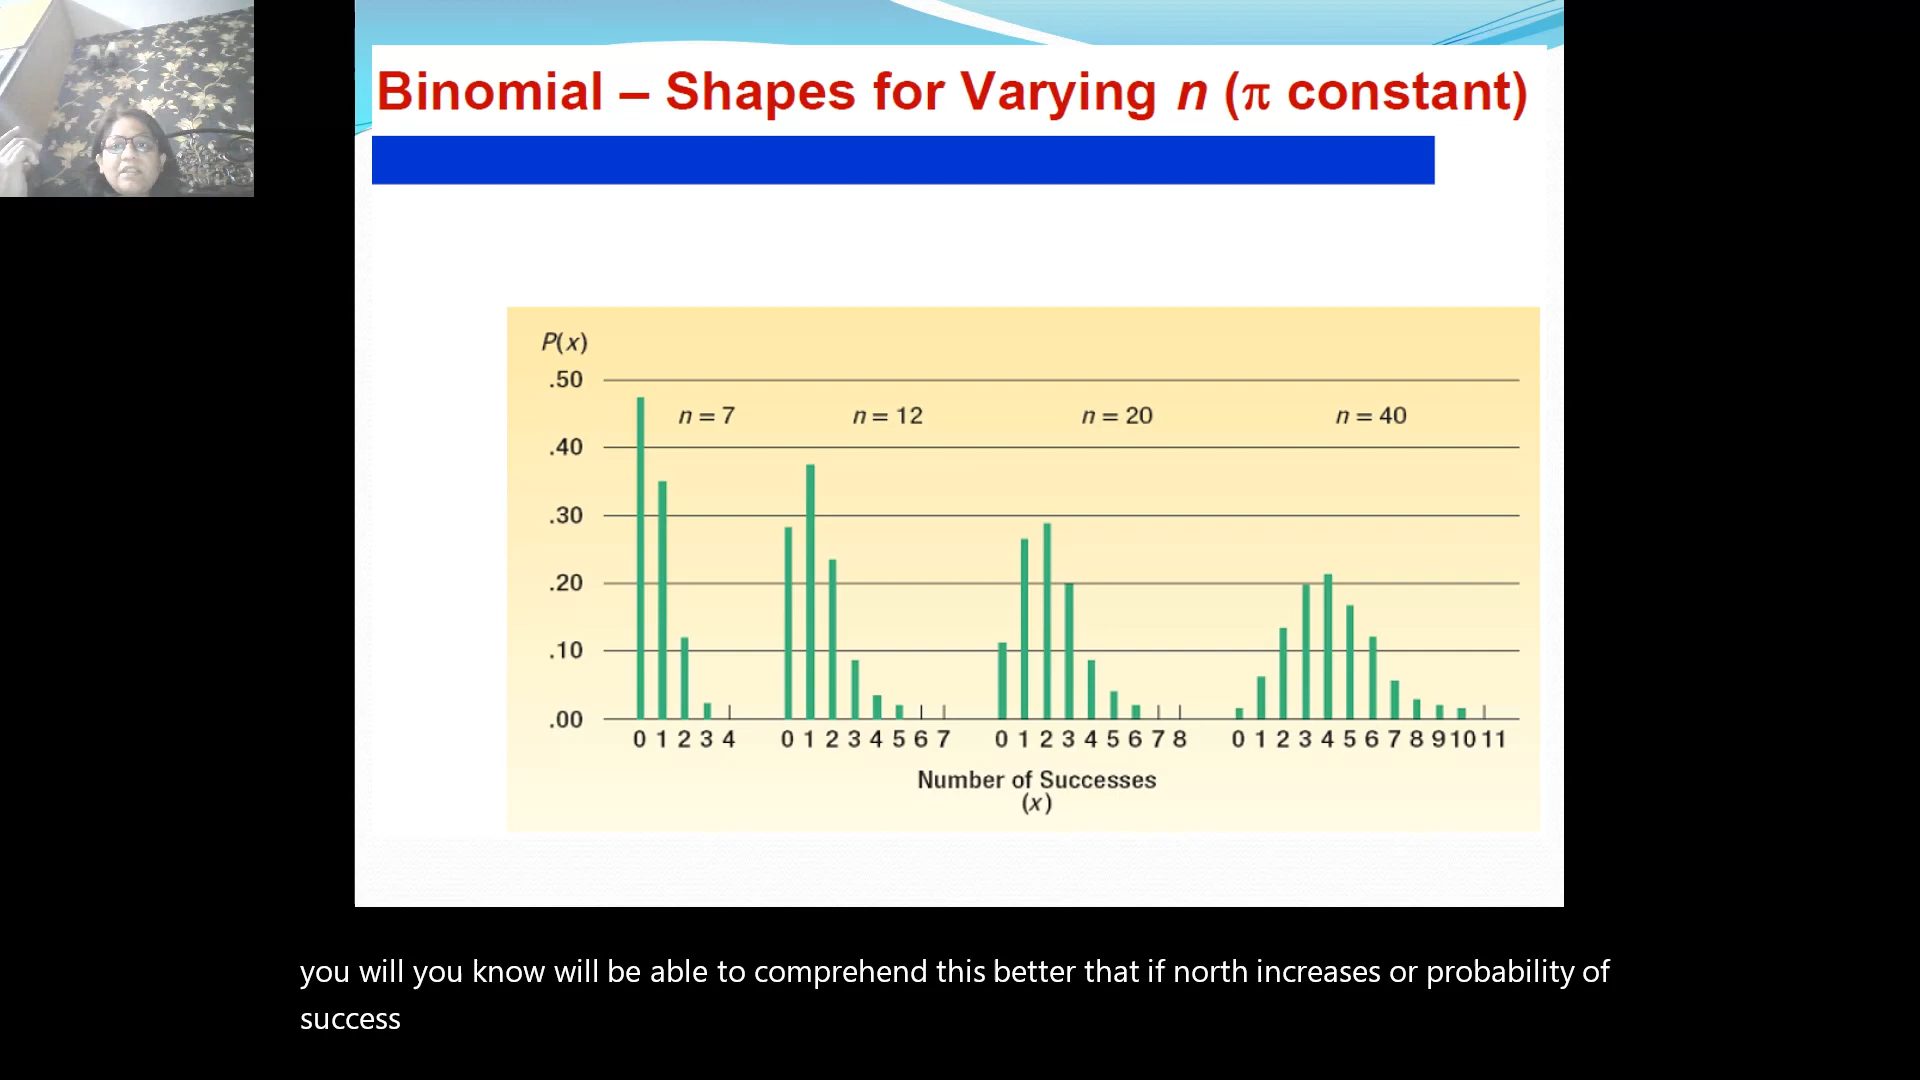 Binomial – Shapes for Varying n (π constant)
P(x)
.50
n = 7 n = 12 n = 20 n = 40
.40
.30
.20
.10
.00
0 1 2 3 4 0 1 2 3 4 5 6 7 0 1 2 3 4 5 6 7 8 0 1 2 3 4 5 6 7 8 9 10 11
Number of Successes
(x)
you will you know will be able to comprehend this better that if north increases or probability of
success